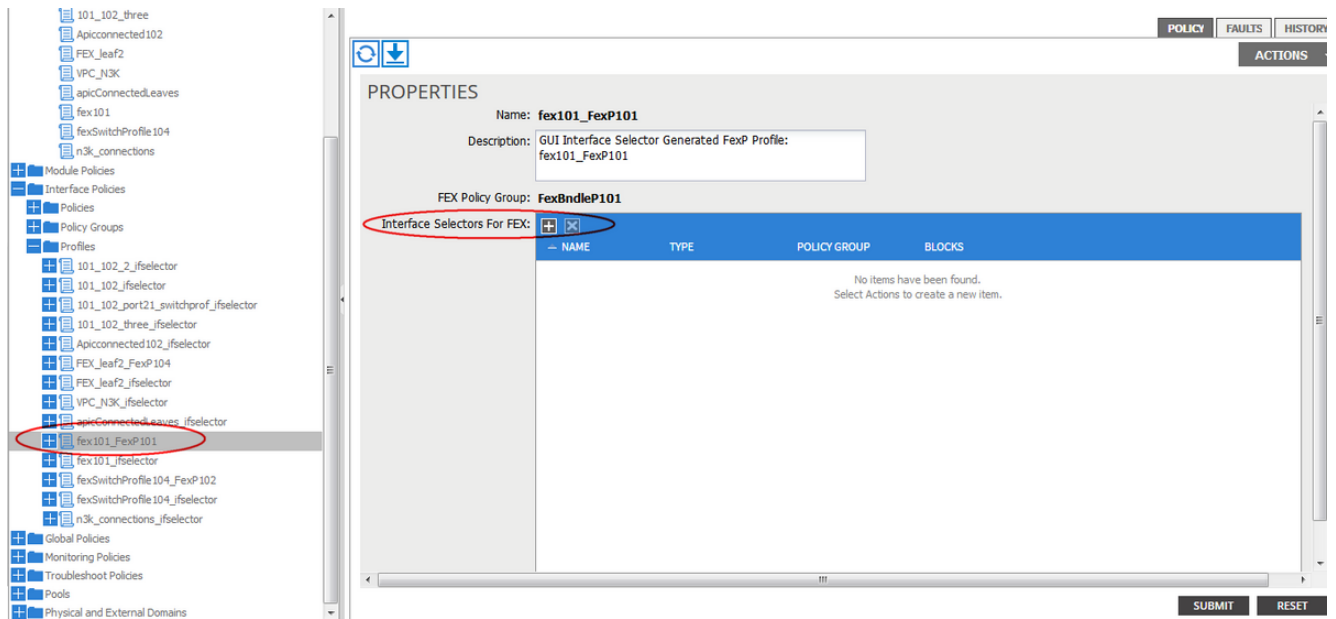 101_102_three
Apicconnected102
FEX_leaf2
VPC_N3K
apicConnectedLeaves
fex101
fexSwitchProfile104
n3k_connections
Module Policies
Interface Policies
Policies
Policy Groups
Profiles
101_102_2_ifselector
101_102_ifselector
101_102_port21_switchprof_ifselector
101_102_three_ifselector
Apicconnected102_ifselector
FEX_leaf2_FexP104
FEX_leaf2_ifselector
VPC_N3K_ifselector
apicConnectedLeaves_ifselector
fex101_FexP101
fex101_ifselector
fexSwitchProfile104_FexP102
fexSwitchProfile104_ifselector
n3k_connections_ifselector
Global Policies
Monitoring Policies
Troubleshoot Policies
Pools
Physical and External Domains
POLICY FAULTS HISTORY
ACTIONS
PROPERTIES
Name: fex101_FexP101
Description: GUI Interface Selector Generated FexP Profile:
fex101_FexP101
FEX Policy Group: FexBndleP101
Interface Selectors For FEX:
NAME TYPE POLICY GROUP BLOCKS
No items have been found.
Select Actions to create a new item.
SUBMIT RESET